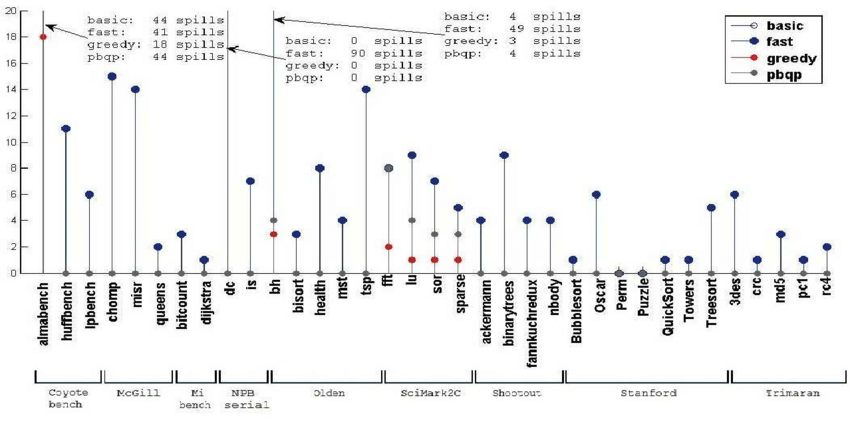 20
18
16
14
12
10
8
6
4
2
0
basic: 44 spills
fast: 41 spills
greedy: 18 spills
pbqp: 44 spills
basic: 0 spills
fast: 90 spills
greedy: 0 spills
pbqp: 0 spills
basic: 4 spills
fast: 49 spills
greedy: 3 spills
pbqp: 4 spills
basic
fast
greedy
pbqp
almabench
huffbench
lpbench
chomp
misr
queens
bitcount
dijkstra
dc
is
bh
bisort
health
mst
tsp
fft
lu
sor
sparse
ackermann
binarytrees
fannkuchredux
nbody
Bubblesort
Oscar
Perm
Puzzle
QuickSort
Towers
Treesort
3des
crc
md5
pc1
rc4
Coyote
bench
McGill
Mi
bench
NPB
serial
Olden
SciMark2C
Shootout
Stanford
Trimaran